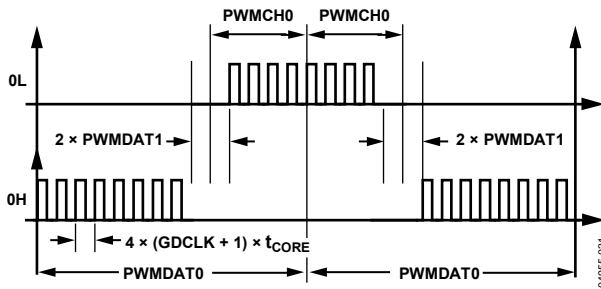 PWMCH0 PWMCH0
0L
2 × PWMDAT1 2 × PWMDAT1
0H
4 × (GDCLK + 1) × tCORE
PWMDAT0 PWMDAT0